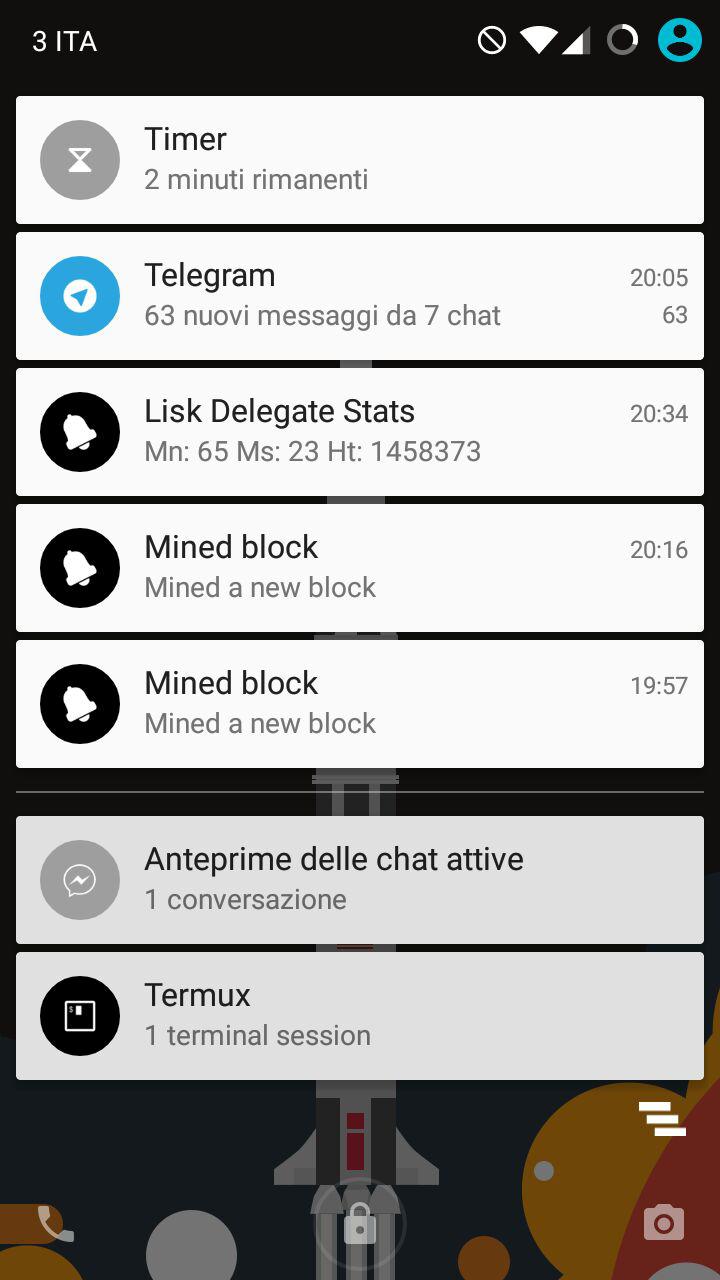 3 ITA
Timer
2 minuti rimanenti
Telegram 20:05
63 nuovi messaggi da 7 chat 63
Lisk Delegate Stats 20:34
Mn: 65 Ms: 23 Ht: 1458373
Mined block 20:16
Mined a new block
Mined block 19:57
Mined a new block
Anteprime delle chat attive
1 conversazione
Termux
1 terminal session